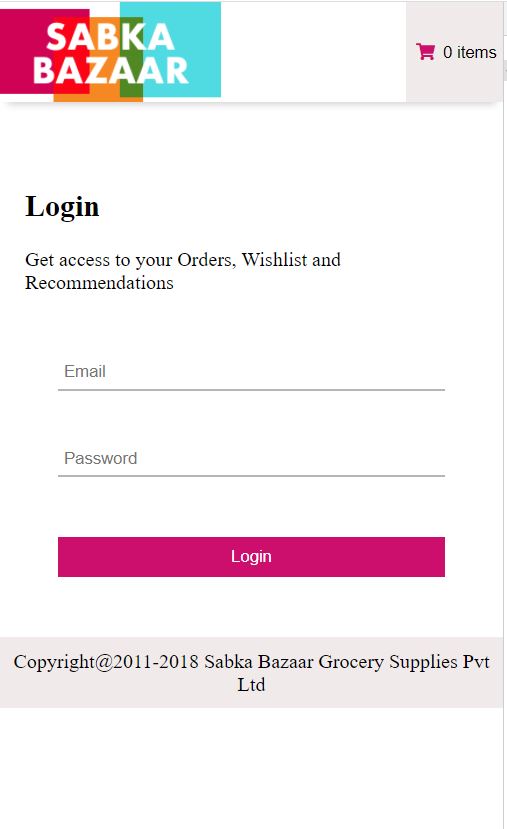 SABKA
BAZAAR
0 items
Login
Get access to your Orders, Wishlist and
Recommendations
Email
Password
Login
Copyright@2011-2018 Sabka Bazaar Grocery Supplies Pvt
Ltd